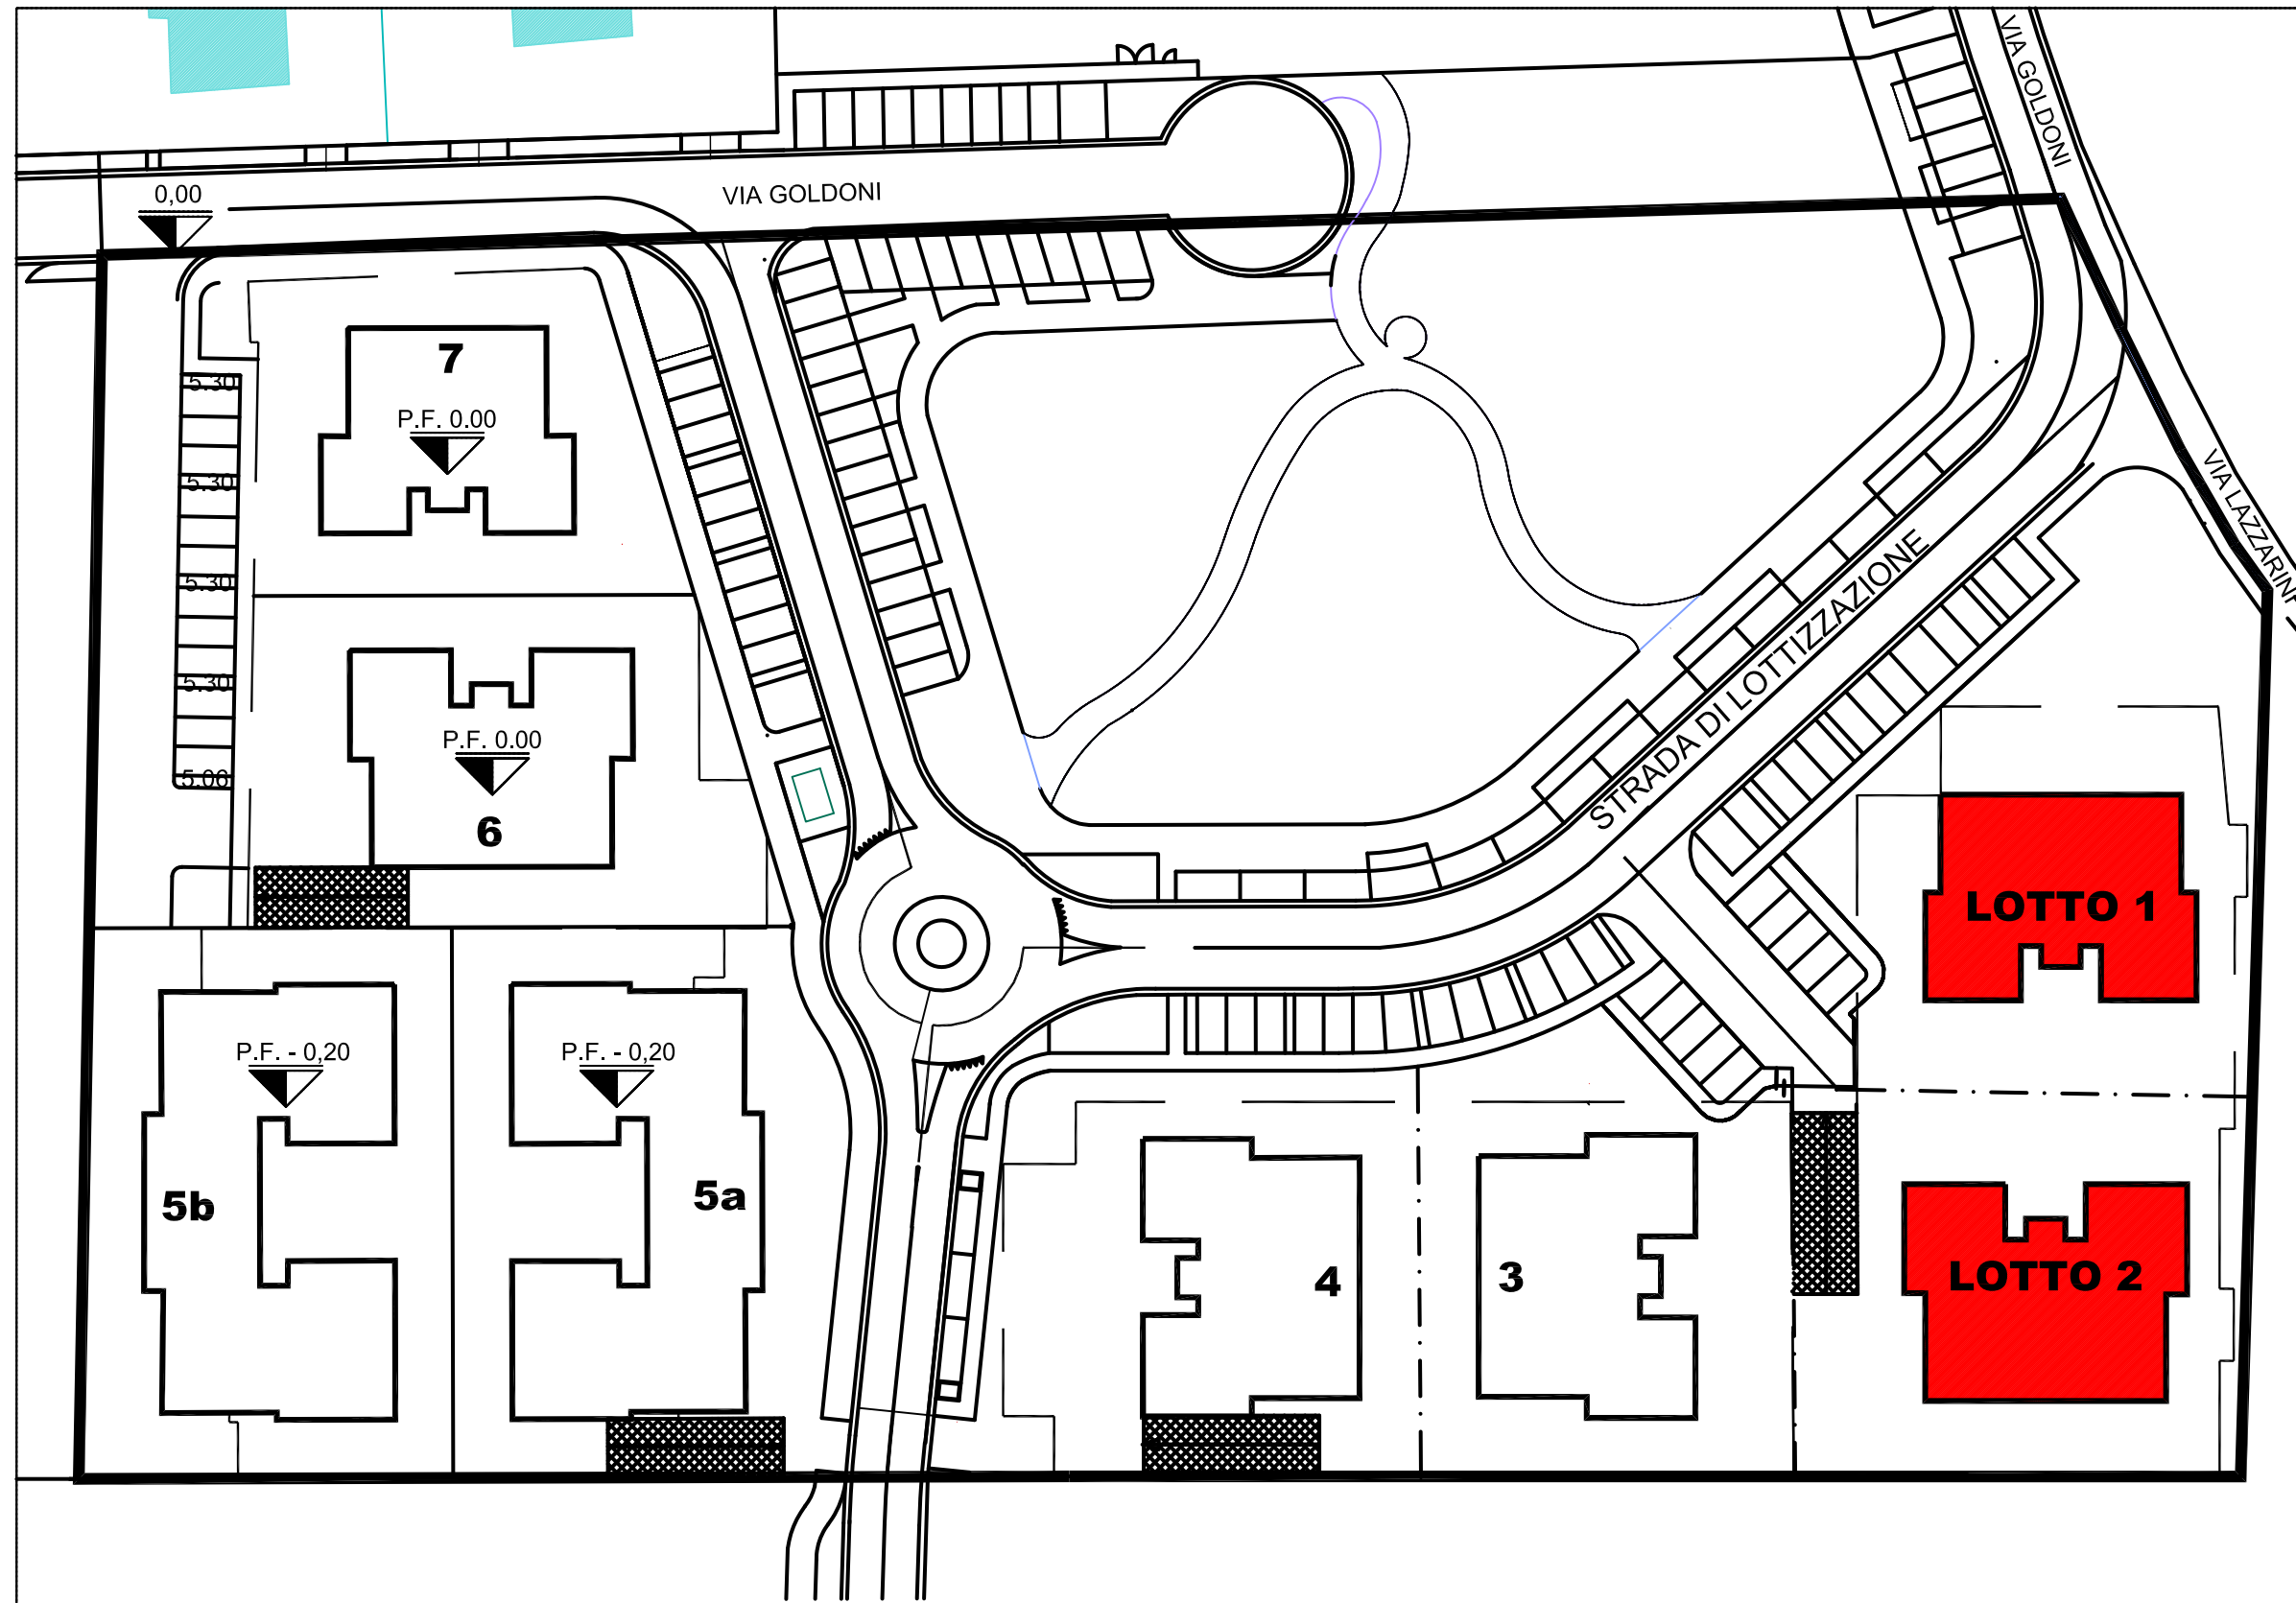 VIA GOLDONI
0,00
VIA GOLDONI
7
5.30
P.F. 0.00
5.30
VIA LAZZARINI
STRADA DI LOTTIZZAZIONE
5.30
5.30
P.F. 0.00
5.06
6
LOTTO 1
P.F. - 0,20
P.F. - 0,20
5b
5a
4
3
LOTTO 2